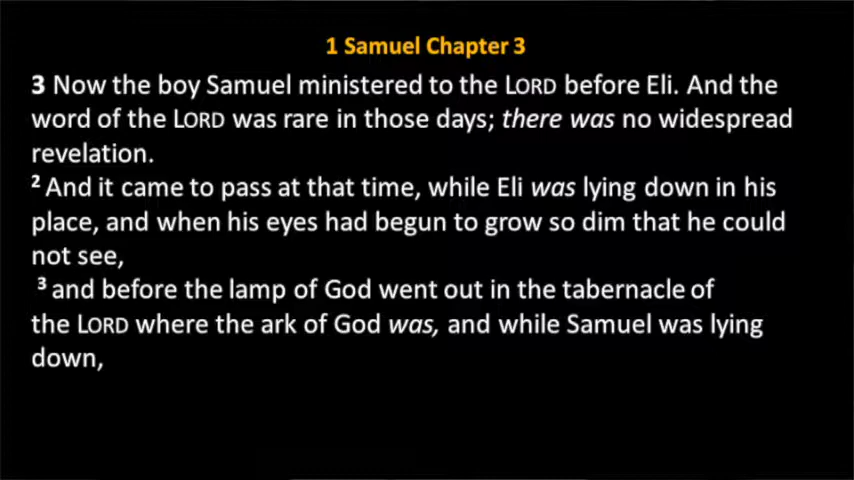 1 Samuel Chapter 3
3 Now the boy Samuel ministered to the LORD before Eli. And the
word of the LORD was rare in those days; there was no widespread
revelation.
2 And it came to pass at that time, while Eli was lying down in his
place, and when his eyes had begun to grow so dim that he could
not see,
3 and before the lamp of God went out in the tabernacle of
the LORD where the ark of God was, and while Samuel was lying
down,